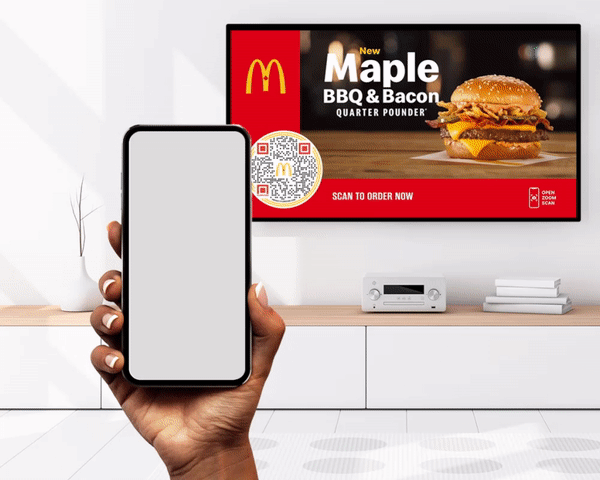 New
Maple
BBQ & Bacon
QUARTER POUNDER®
SCAN TO ORDER NOW
OPEN
ZOOM
SCAN